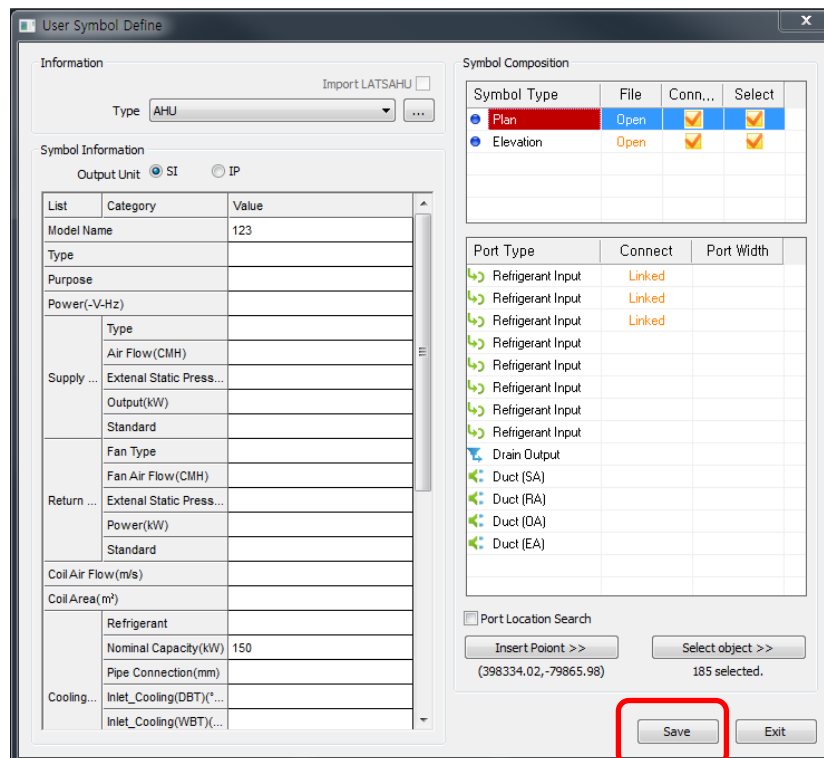 User Symbol Define
x
Information
Import LATSAHU
Type AHU ...
Symbol Information
Output Unit SI IP
List Category Value
Model Name 123
Type
Purpose
Power(-V-Hz)
Supply ...
Type
Air Flow(CMH)
Extenal Static Press...
Output(kW)
Standard
Return ...
Fan Type
Fan Air Flow(CMH)
Extenal Static Press...
Power(kW)
Standard
Coil Air Flow(m/s)
Coil Area(m²)
Cooling...
Refrigerant
Nominal Capacity(kW) 150
Pipe Connection(mm)
Inlet_Cooling(DBT)(°...
Inlet_Cooling(WBT)(...
Symbol Composition
Symbol Type File Conn,,, Select
Plan Open
Elevation Open
Port Type Connect Port Width
Refrigerant Input Linked
Refrigerant Input Linked
Refrigerant Input Linked
Refrigerant Input
Refrigerant Input
Refrigerant Input
Refrigerant Input
Refrigerant Input
Drain Output
Duct (SA)
Duct (RA)
Duct (OA)
Duct (EA)
Port Location Search
Insert Poiont >> Select object >>
(398334.02,-79865.98) 185 selected.
Save Exit